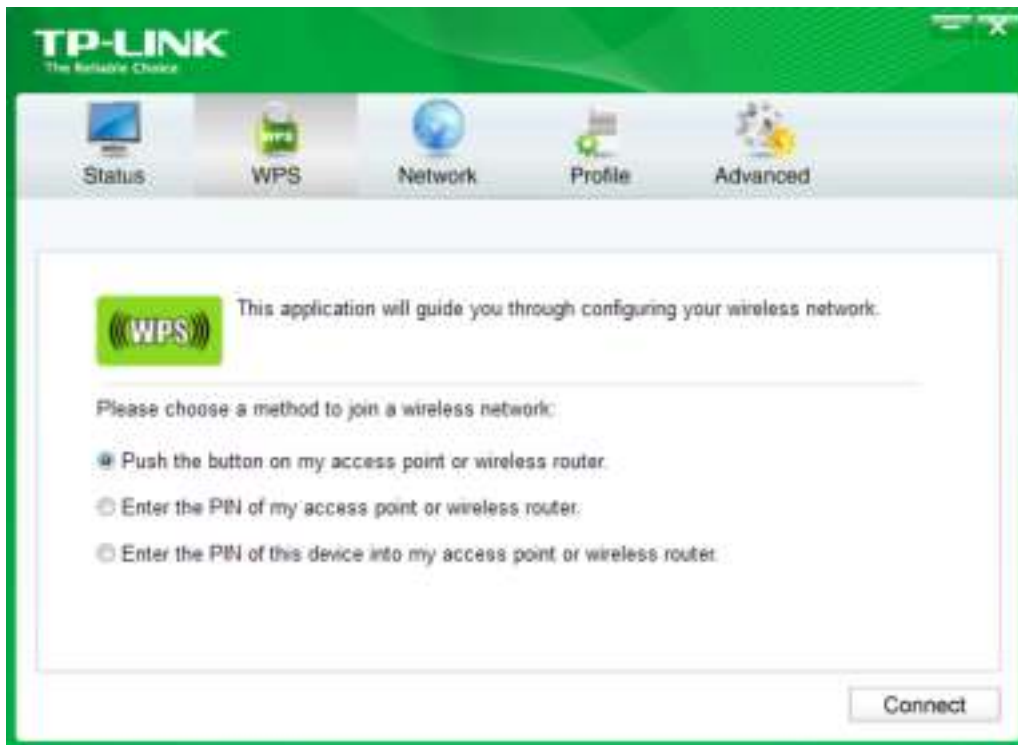 TP-LINK
The Reliable Choice
Status WPS Network Profile Advanced
WPS
(((WPS)))
This application will guide you through configuring your wireless network.
Please choose a method to join a wireless network:
Push the button on my access point or wireless router.
Enter the PIN of my access point or wireless router.
Enter the PIN of this device into my access point or wireless router.
Connect